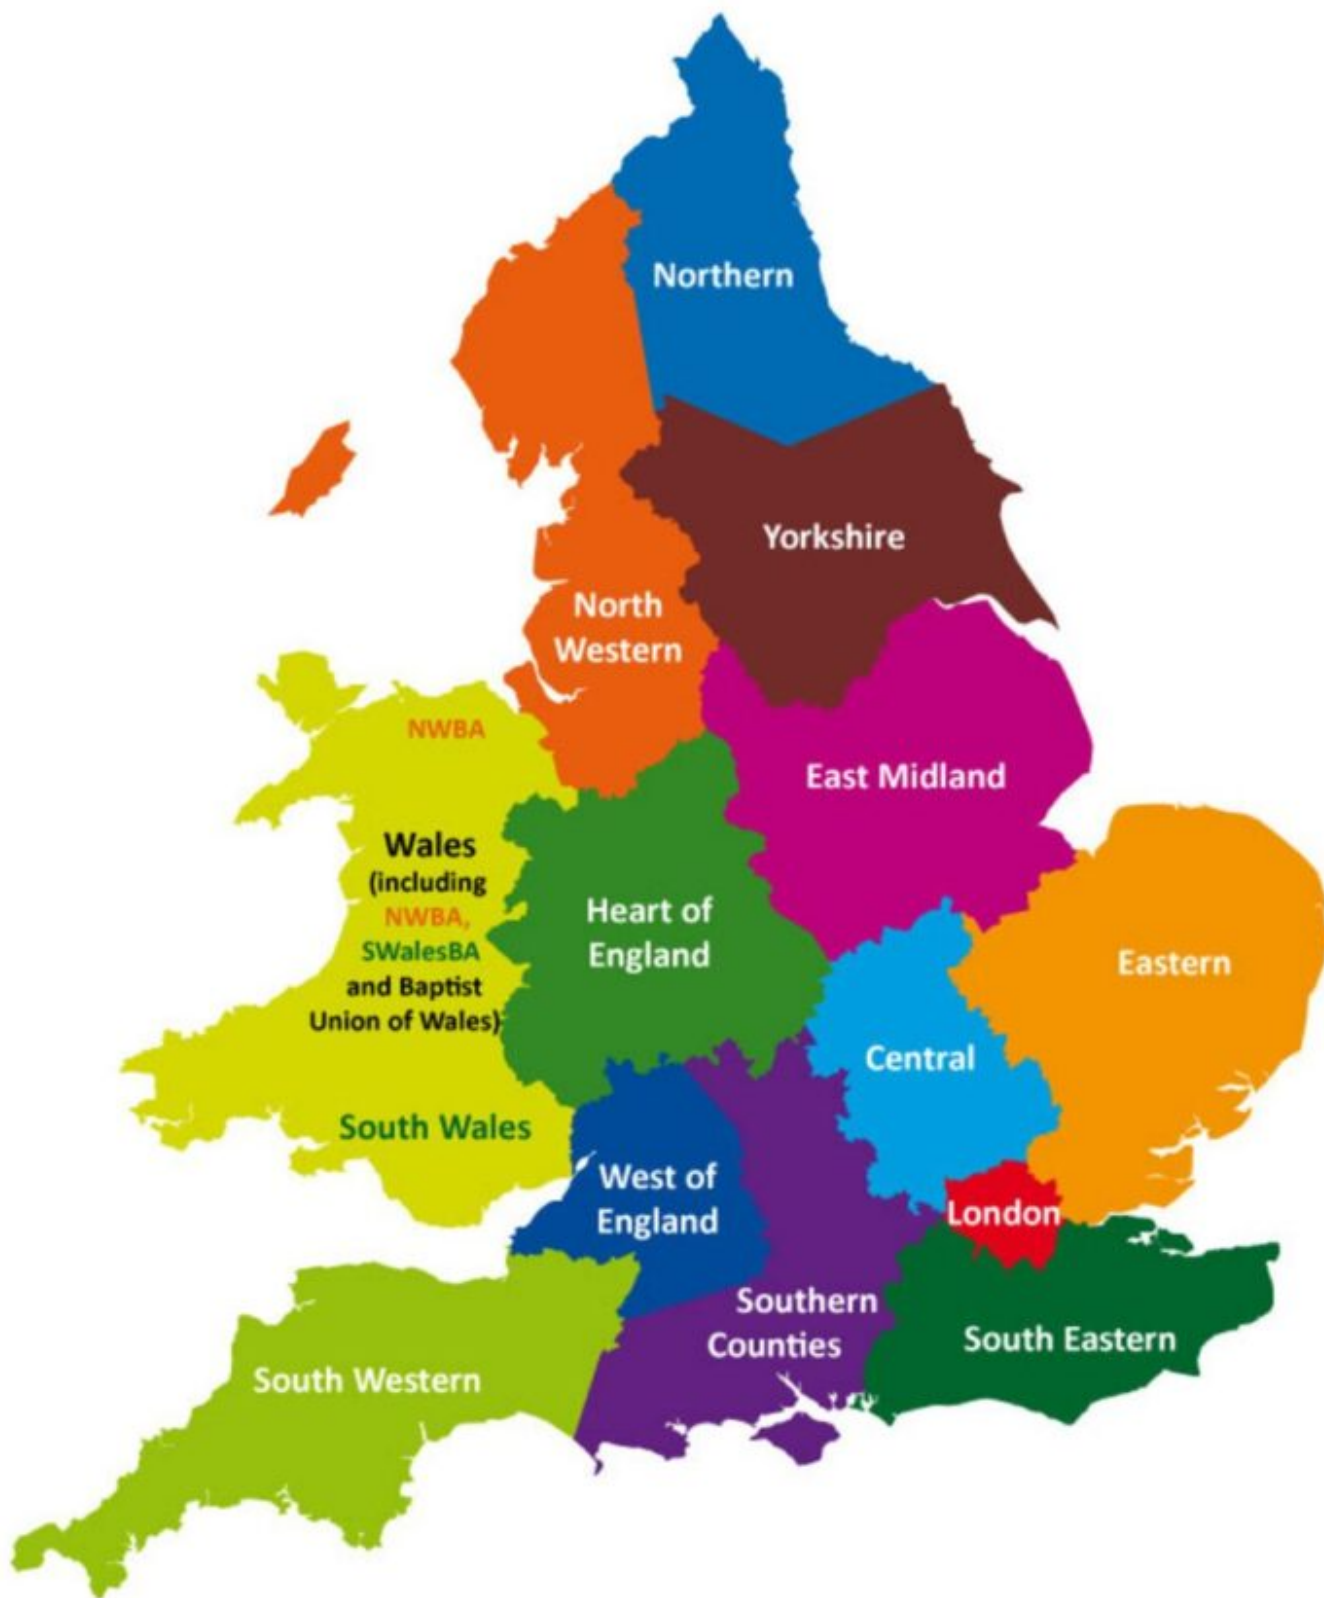 Northern
Yorkshire
North
Western
NWBA
East Midland
Wales
(including
NWBA,
SWalesBA
and Baptist
Union of Wales)
Heart of
England
Eastern
Central
South Wales
West of
England
London
Southern
Counties
South Eastern
South Western